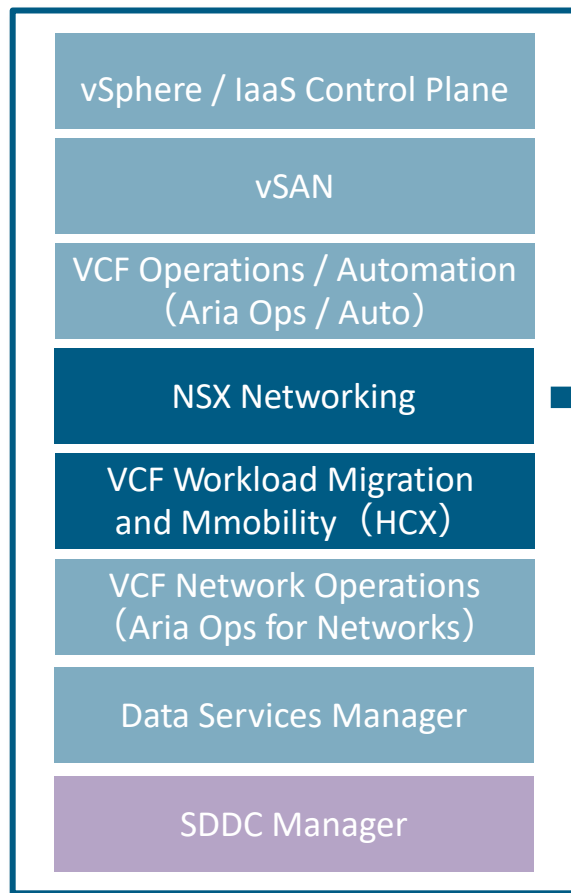 vSphere / IaaS Control Plane
vSAN
VCF Operations / Automation
（Aria Ops / Auto）
NSX Networking
VCF Workload Migration
and Mmobility（HCX）
VCF Network Operations
（Aria Ops for Networks）
Data Services Manager
SDDC Manager